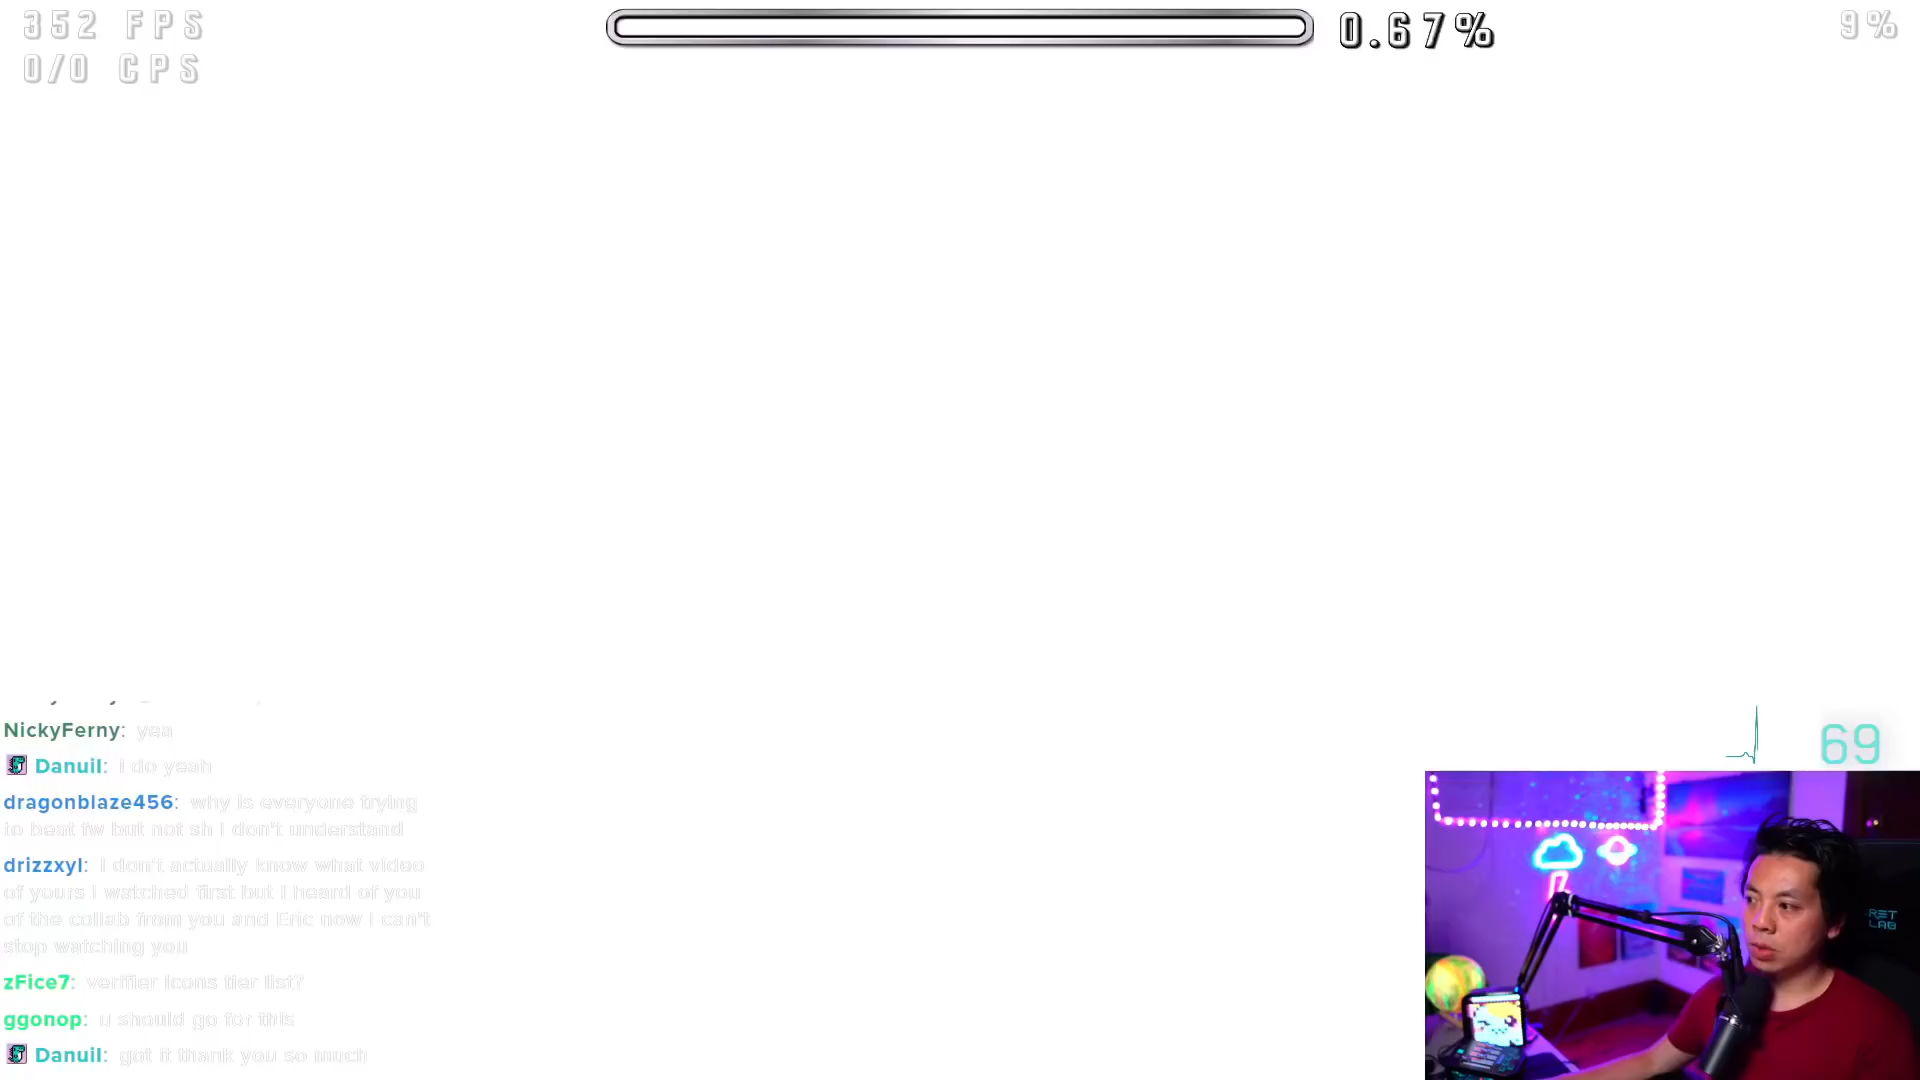 352 FPS
0.67%
9%
0/0 CPS
NickyFerny: yea
Danuil: I do yeah
dragonblaze456: why is everyone trying
to beat fw but not sh I don't understand
drizzxyl: I don't actually know what video
of yours I watched first but I heard of you
of the collab from you and Eric now I can't
stop watching you
zFice7: verifier icons tier list?
ggonop: u should go for this
Danuil: got it thank you so much
69
RET
LAB